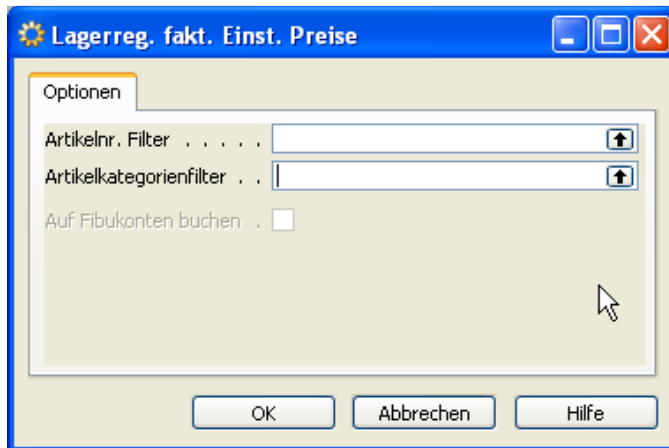 Lagerreg. fakt. Einst. Preise
Optionen
Artikelnr. Filter . . . . .
Artikelkategorienfilter . .
Auf Fibukonten buchen .
OK Abbrechen Hilfe